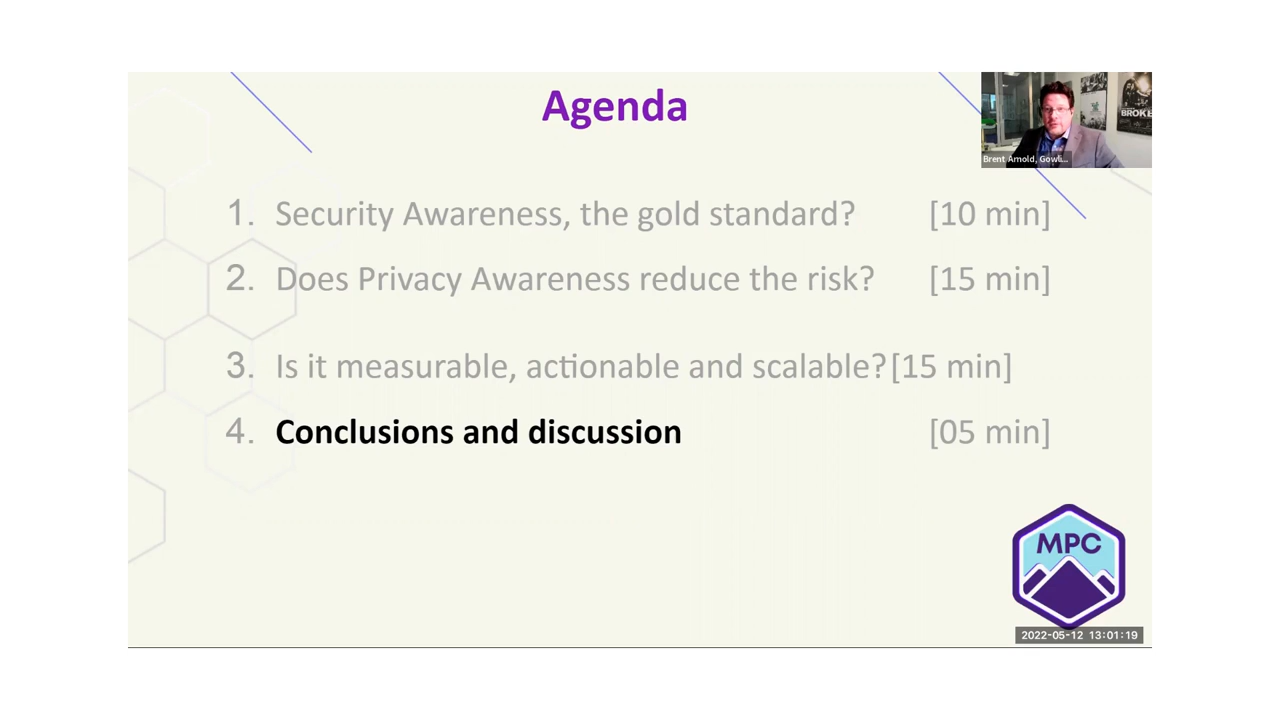 Agenda
BROKE
Brent Arnold, Gowli...
1. Security Awareness, the gold standard? [10 min]
2. Does Privacy Awareness reduce the risk? [15 min]
3. Is it measurable, actionable and scalable? [15 min]
4. Conclusions and discussion [05 min]
MPC
2022-05-12 13:01:19